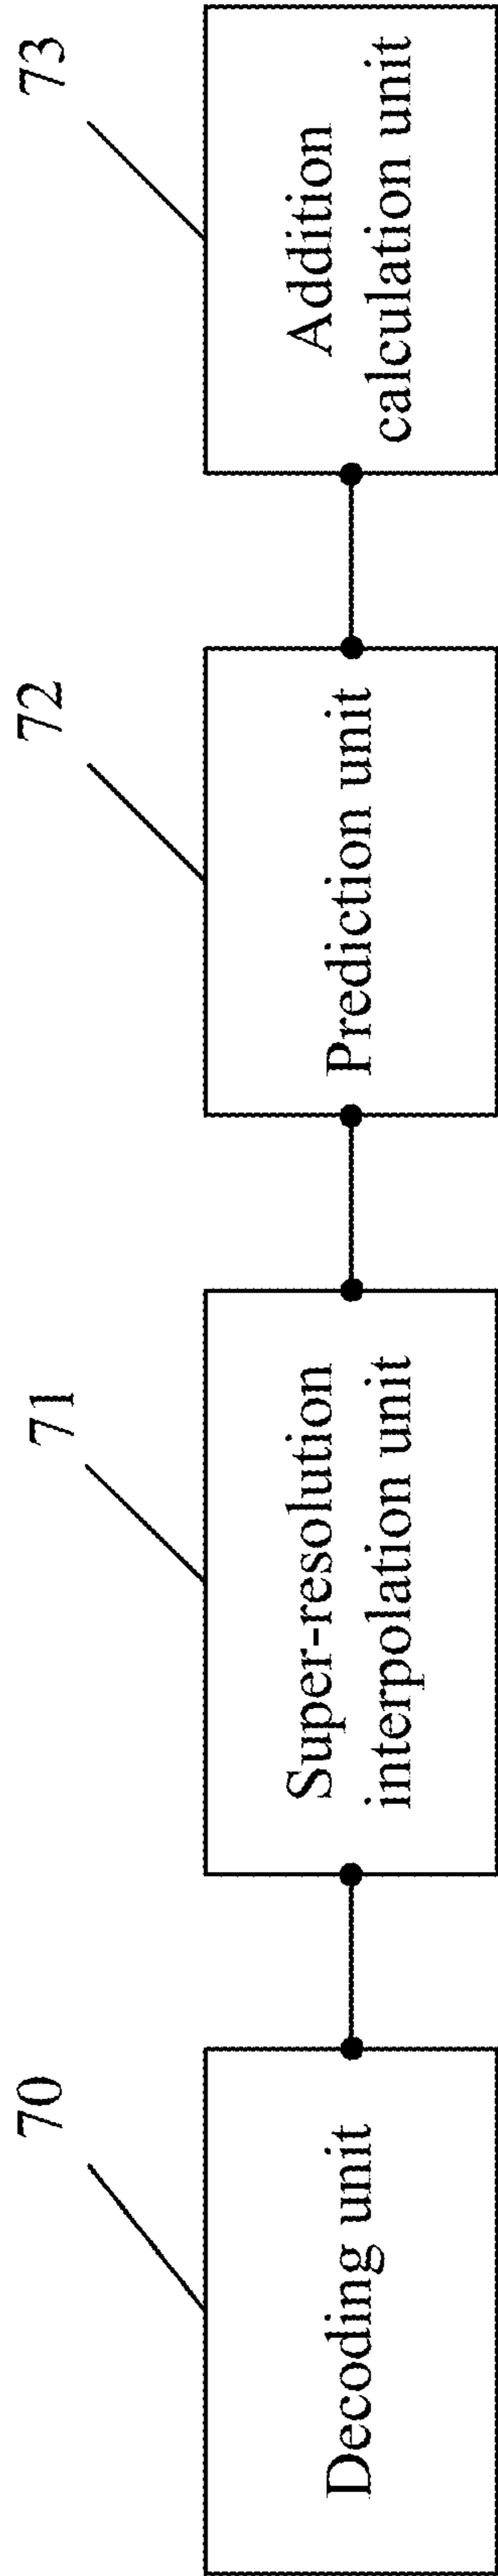 70
71
72
73
Decoding unit
Super-resolution
interpolation unit
Prediction unit
Addition
calculation unit